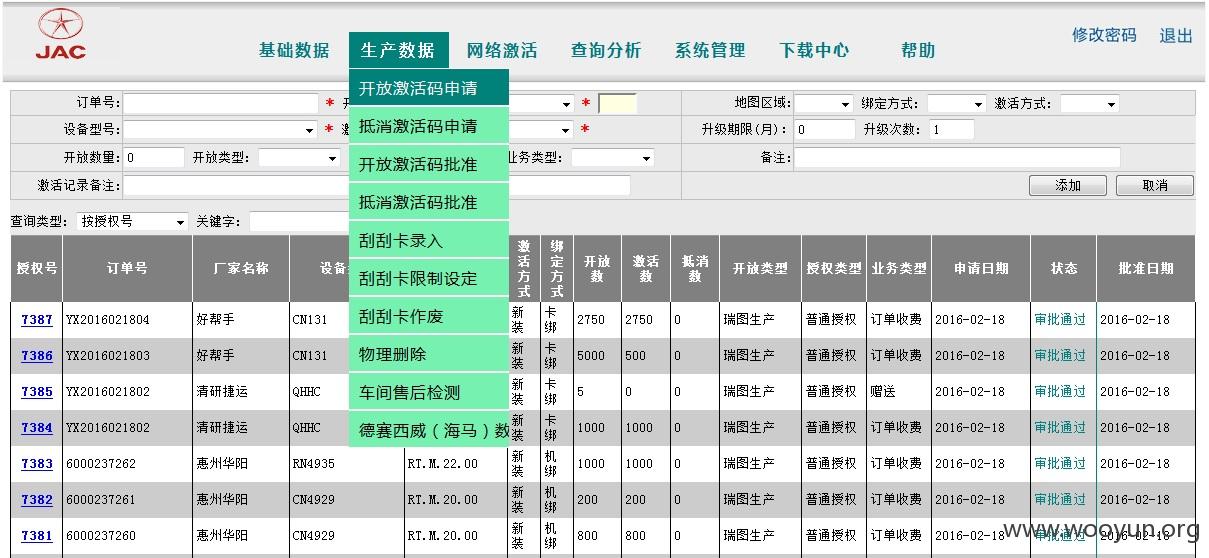 JAC
修改密码 退出
基础数据 生产数据 网络激活 查询分析 系统管理 下载中心 帮助
开放激活码申请
抵消激活码申请
开放激活码批准
抵消激活码批准
刮刮卡录入
刮刮卡限制设定
刮刮卡作废
物理删除
车间售后检测
德赛西威（海马）数
订单号： * * 地图区域： 绑定方式： 激活方式：
设备型号： * * 升级期限(月)： 0 升级次数： 1
开放数量： 0 开放类型： 业务类型： 备注：
激活记录备注： 添加 取消
查询类型： 按授权号 关键字：
授权号 订单号 厂家名称 设备 激活方式 绑定方式 开放数 激活数 抵消数 开放类型 授权类型 业务类型 申请日期 状态 批准日期
7387 YX2016021804 好帮手 CN131 新装 卡绑 2750 2750 0 瑞图生产 普通授权 订单收费 2016-02-18 审批通过 2016-02-18
7386 YX2016021803 好帮手 CN131 新装 卡绑 5000 500 0 瑞图生产 普通授权 订单收费 2016-02-18 审批通过 2016-02-18
7385 YX2016021802 清研捷运 QHHC 新装 卡绑 5 0 0 瑞图生产 普通授权 赠送 2016-02-18 审批通过 2016-02-18
7384 YX2016021802 清研捷运 QHHC 新装 卡绑 1000 1000 0 瑞图生产 普通授权 订单收费 2016-02-18 审批通过 2016-02-18
7383 6000237262 惠州华阳 RN4935 RT.M.22.00 新装 机绑 1000 1000 0 瑞图生产 普通授权 订单收费 2016-02-18 审批通过 2016-02-18
7382 6000237261 惠州华阳 CN4929 RT.M.20.00 新装 机绑 200 200 0 瑞图生产 普通授权 订单收费 2016-02-18 审批通过 2016-02-18
7381 6000237260 惠州华阳 CN4929 RT.M.20.00 新装 机绑 800 800 0 瑞图生产 普通授权 订单收费 2016-02-18 审批通过 2016-02-18
www.wooyun.org